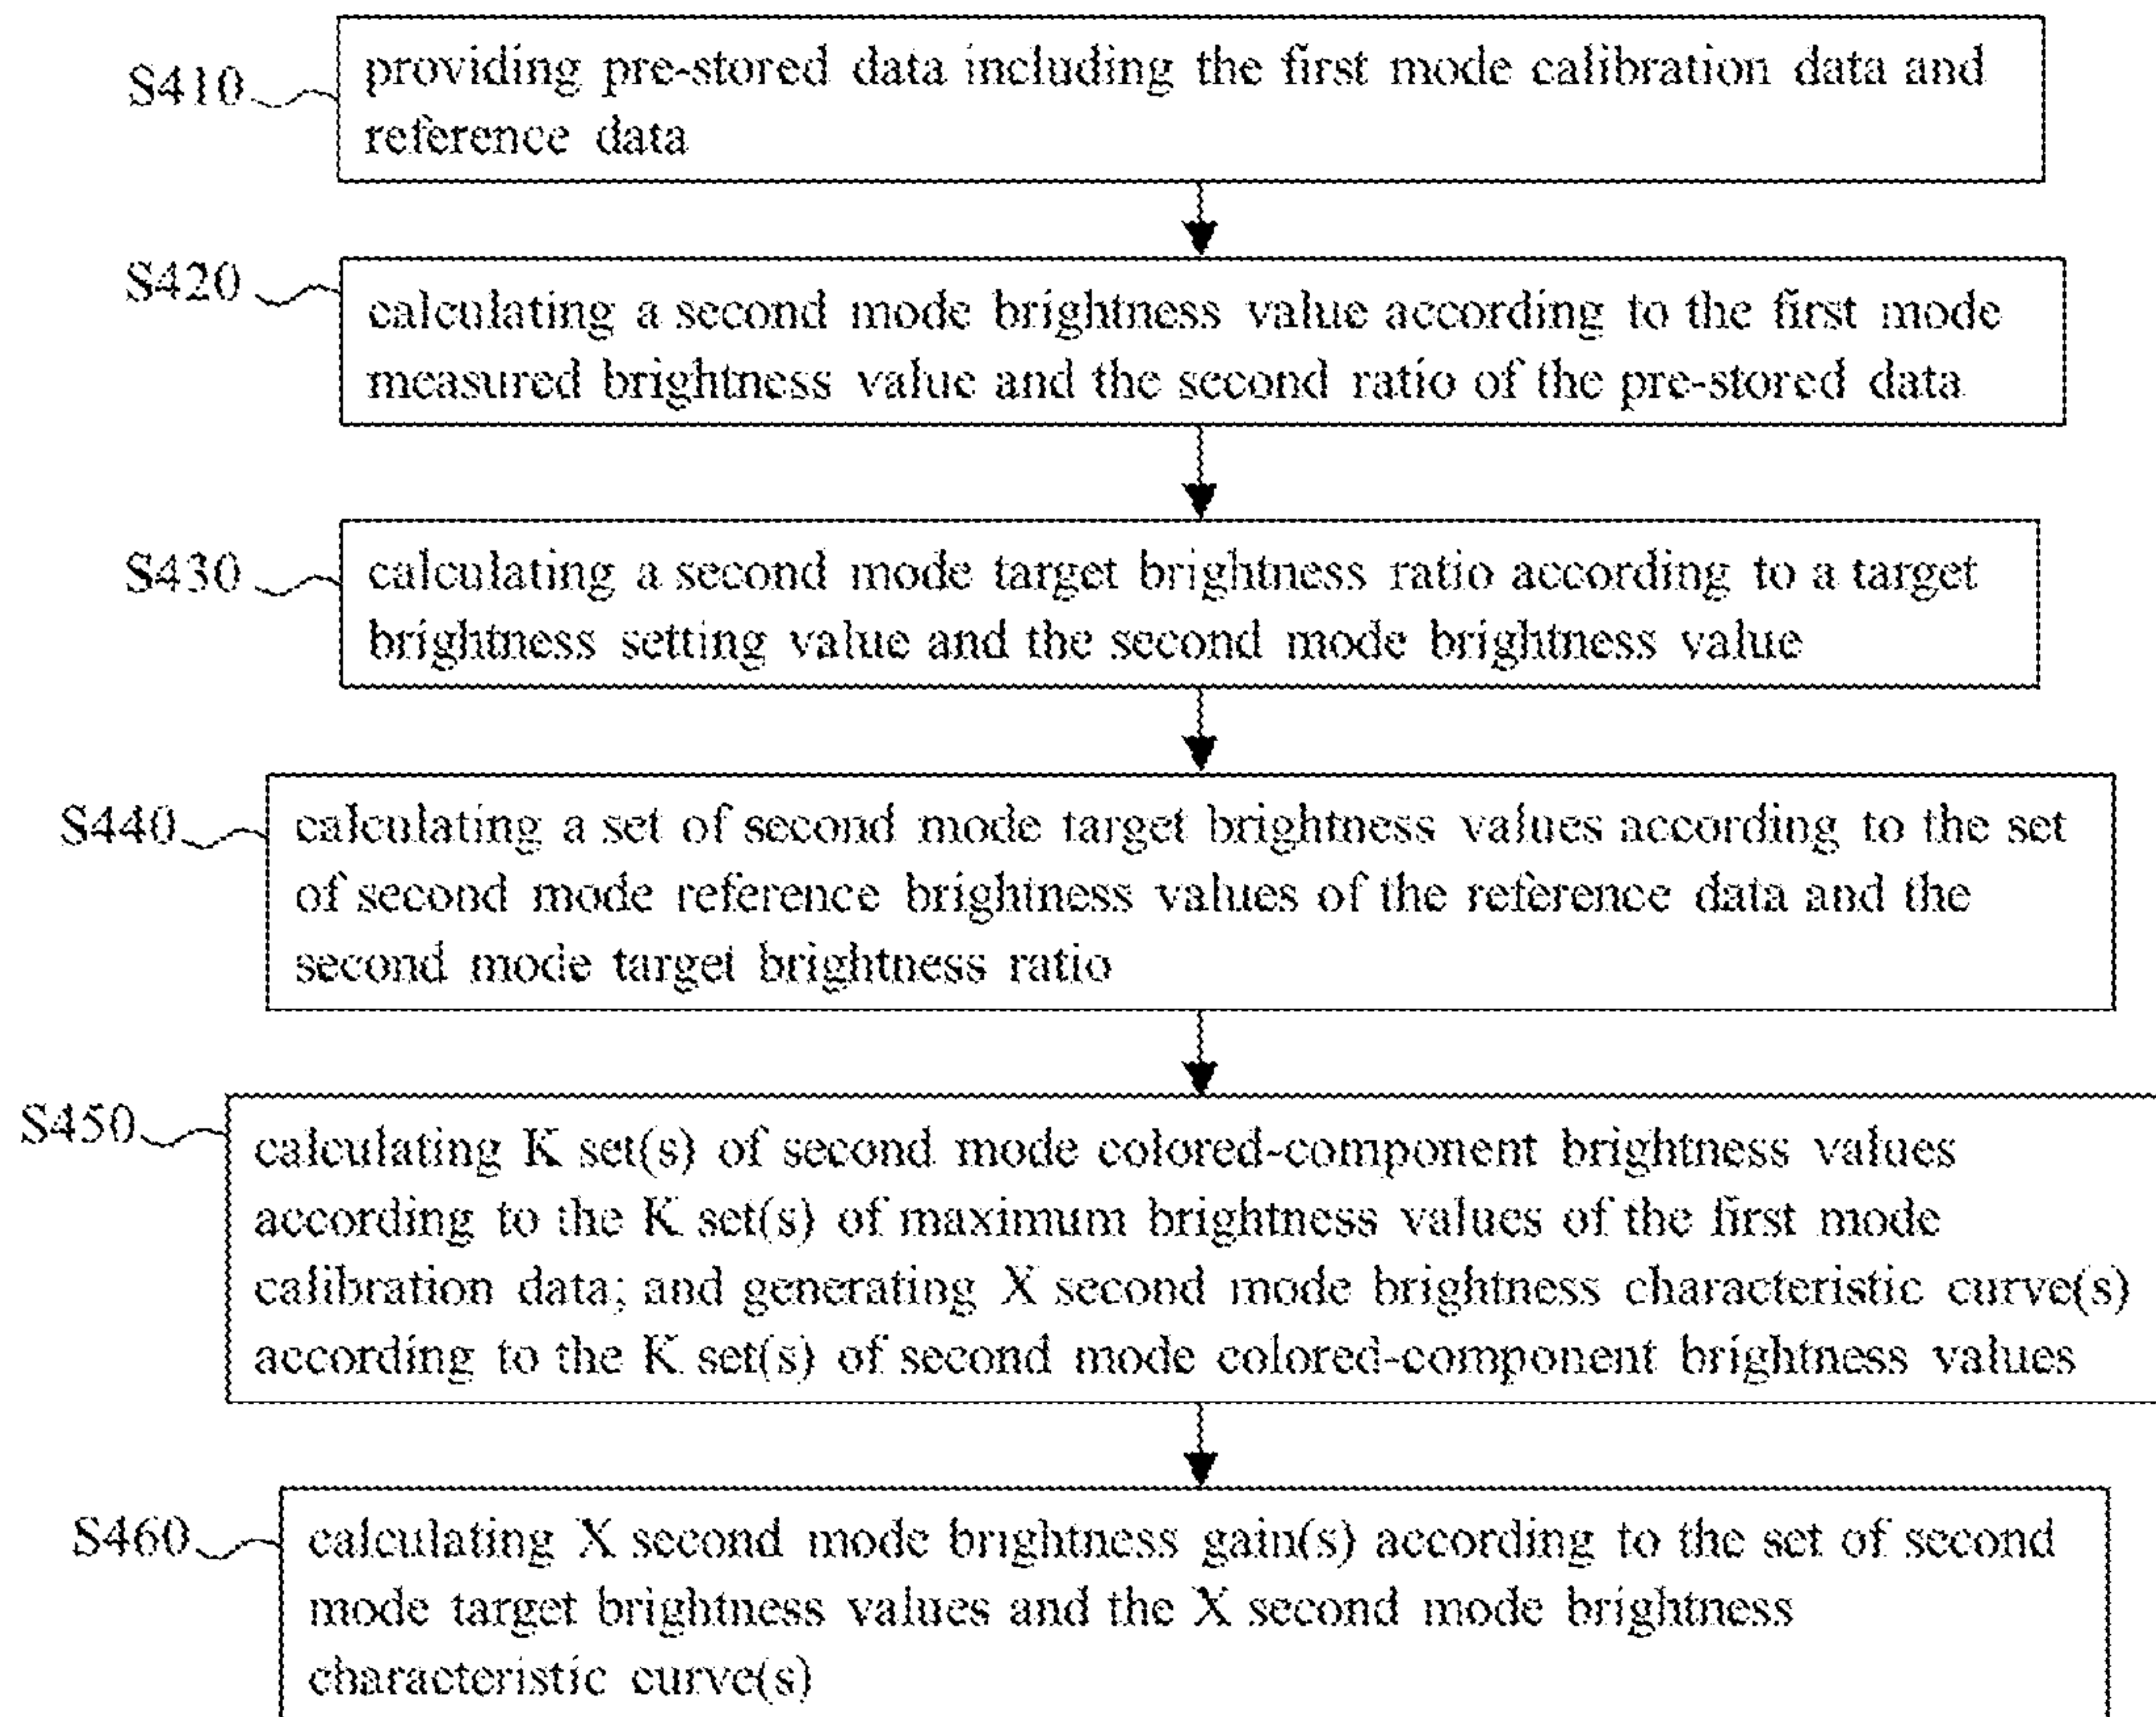 S410
providing pre-stored data including the first mode calibration data and
reference data
S420
calculating a second mode brightness value according to the first mode
measured brightness value and the second ratio of the pre-stored data
S430
calculating a second mode target brightness ratio according to a target
brightness setting value and the second mode brightness value
S440
calculating a set of second mode target brightness values according to the set
of second mode reference brightness values of the reference data and the
second mode target brightness ratio
S450
calculating K set(s) of second mode colored-component brightness values
according to the K set(s) of maximum brightness values of the first mode
calibration data; and generating X second mode brightness characteristic curve(s)
according to the K set(s) of second mode colored-component brightness values
S460
calculating X second mode brightness gain(s) according to the set of second
mode target brightness values and the X second mode brightness
characteristic curve(s)